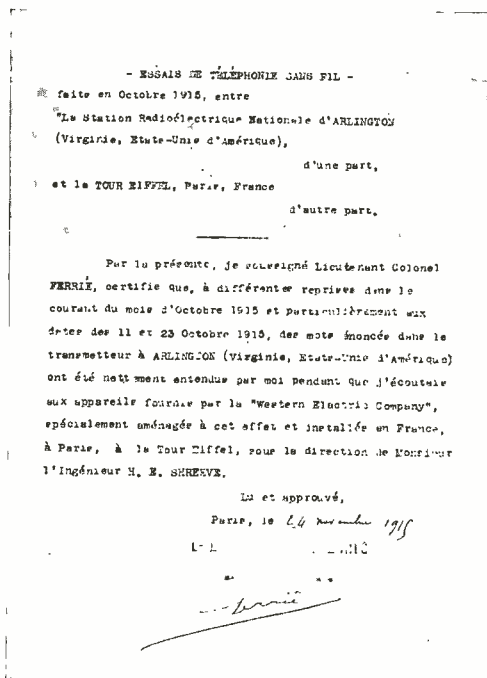 - ESSAIS DE TÉLÉPHONIE SANS FIL -
faits en Octobre 1915, entre
"La Station Radioélectrique Nationale d'ARLINGTON
(Virginie, Etats-Unis d'Amérique),
d'une part,
et la TOUR EIFFEL, Paris, France
d'autre part.
Par la présente, je soussigné Lieutenant Colonel
FERRIÉ, certifie que, à différentes reprises dans le
courant du mois d'Octobre 1915 et particulièrement aux
dates des 11 et 23 Octobre 1915, des mots énoncés dans le
transmetteur à ARLINGTON (Virginie, Etats-Unis d'Amérique)
ont été nettement entendus par moi pendant que j'écoutais
aux appareils fournis par la "Western Electric Company",
spécialement aménagés à cet effet et installés en France,
à Paris, à la Tour Eiffel, sous la direction de Monsieur
l'Ingénieur H. E. SHREEVE.
Lu et approuvé,
Paris, le 24 novembre 1915
Ferrié